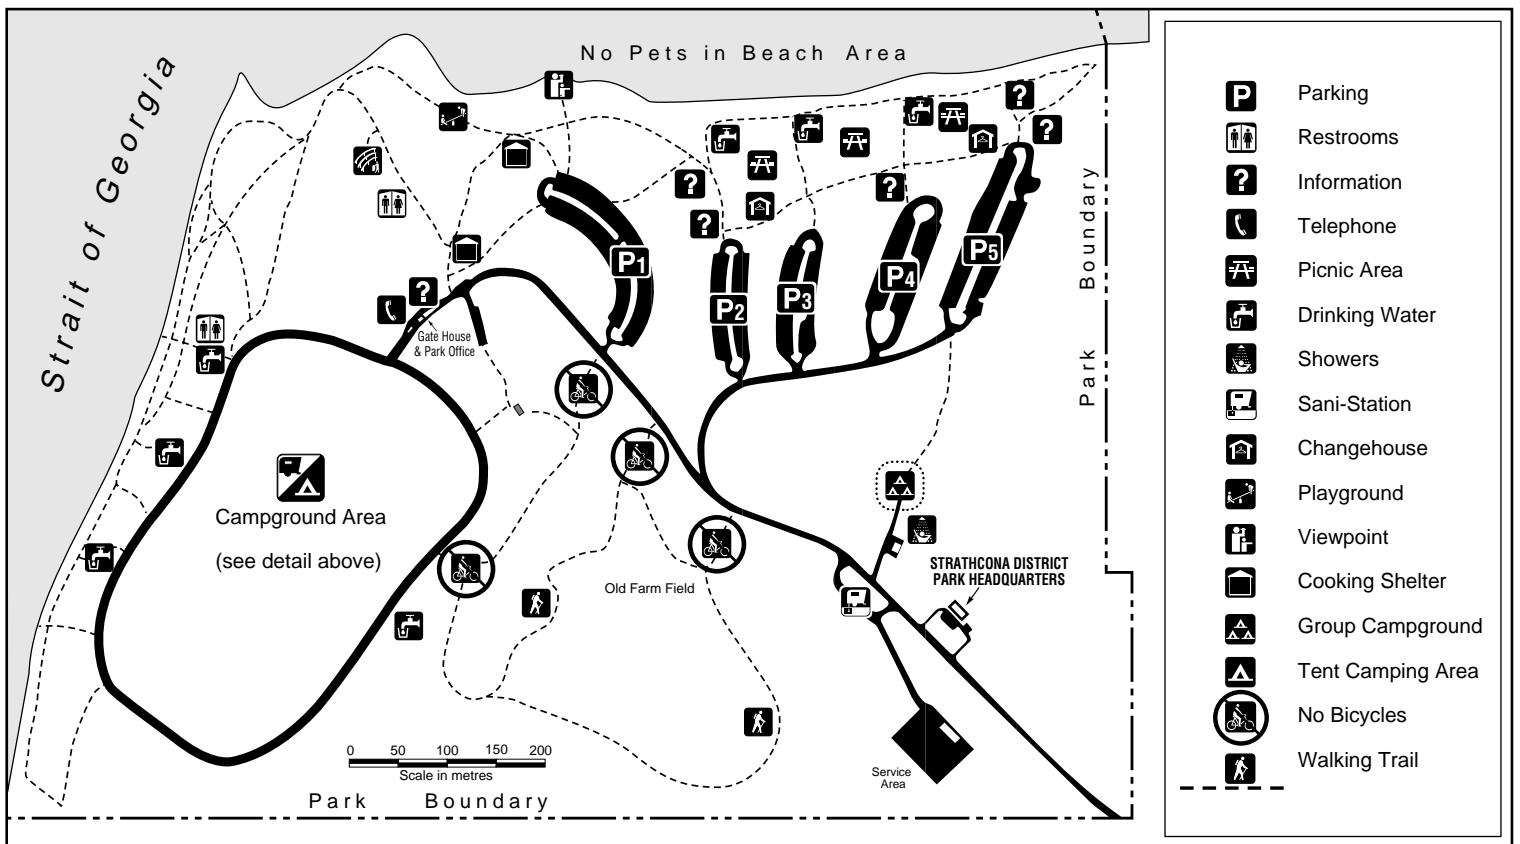 No Pets in Beach Area
Strait of Georgia
?
?
?
?
?
?
P1
P2
P3
P4
P5
Park Boundary
Gate House
& Park Office
Campground Area
(see detail above)
Old Farm Field
STRATHCONA DISTRICT
PARK HEADQUARTERS
Service
Area
0 50 100 150 200
Scale in metres
Park Boundary
P Parking
Restrooms
? Information
Telephone
Picnic Area
Drinking Water
Showers
Sani-Station
Changehouse
Playground
Viewpoint
Cooking Shelter
Group Campground
Tent Camping Area
No Bicycles
Walking Trail